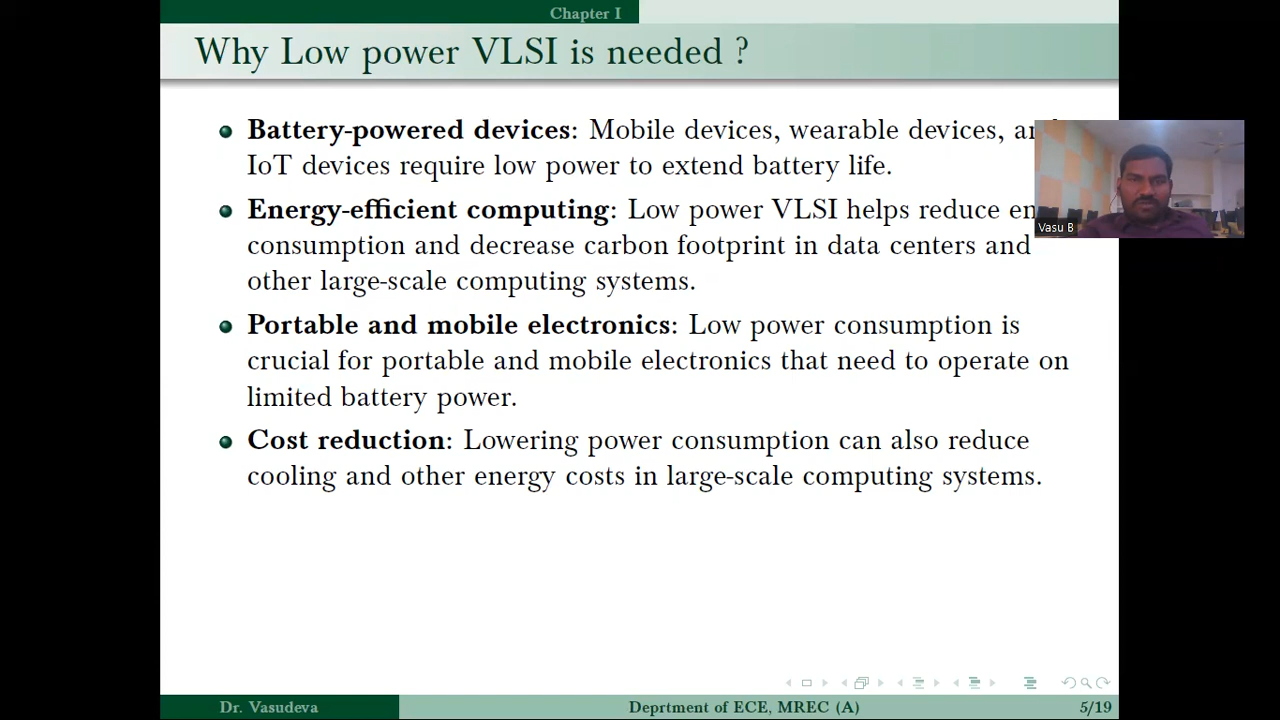 Chapter I
Why Low power VLSI is needed ?
Battery-powered devices: Mobile devices, wearable devices,
IoT devices require low power to extend battery life.
Energy-efficient computing: Low power VLSI helps reduce
consumption and decrease carbon footprint in data centers and
other large-scale computing systems.
Portable and mobile electronics: Low power consumption is
crucial for portable and mobile electronics that need to operate on
limited battery power.
Cost reduction: Lowering power consumption can also reduce
cooling and other energy costs in large-scale computing systems.
Vasu B
Dr. Vasudeva
Deprtment of ECE, MREC (A)
5/19